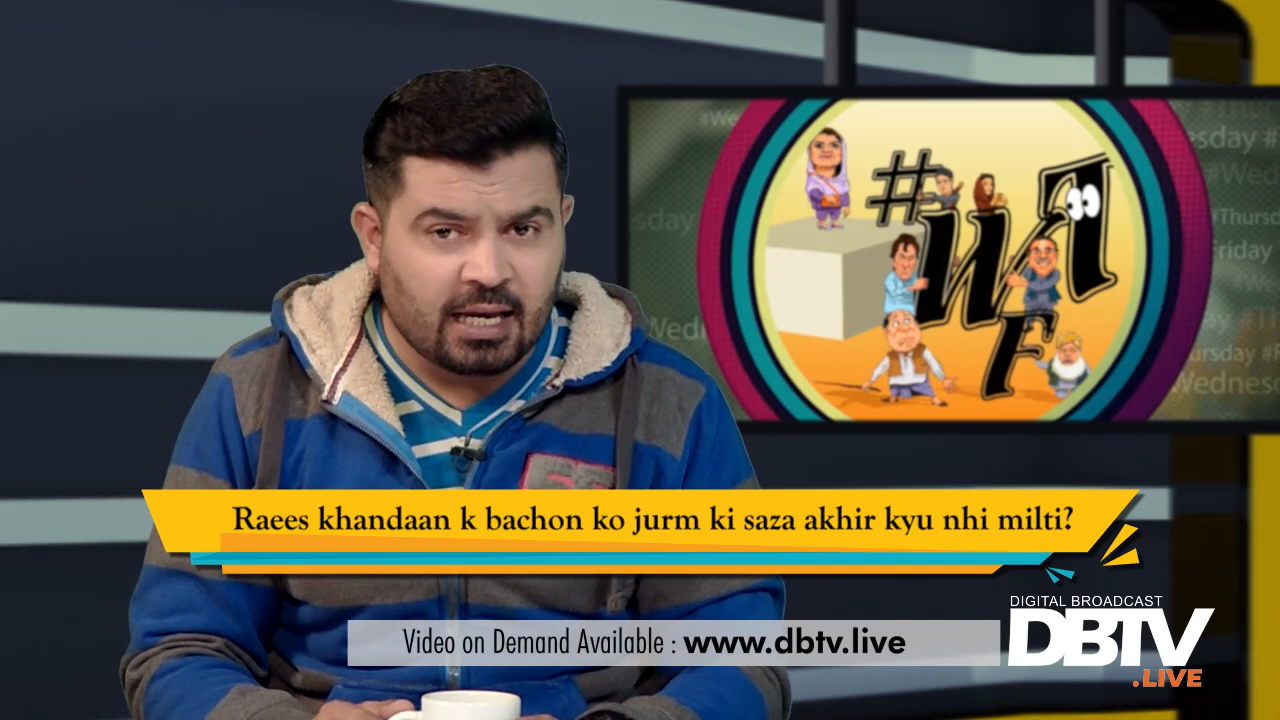 #WTF
Raees khandaan k bachon ko jurm ki saza akhir kyu nhi milti?
Video on Demand Available : www.dbtv.live
DIGITAL BROADCAST
DBTV
.LIVE